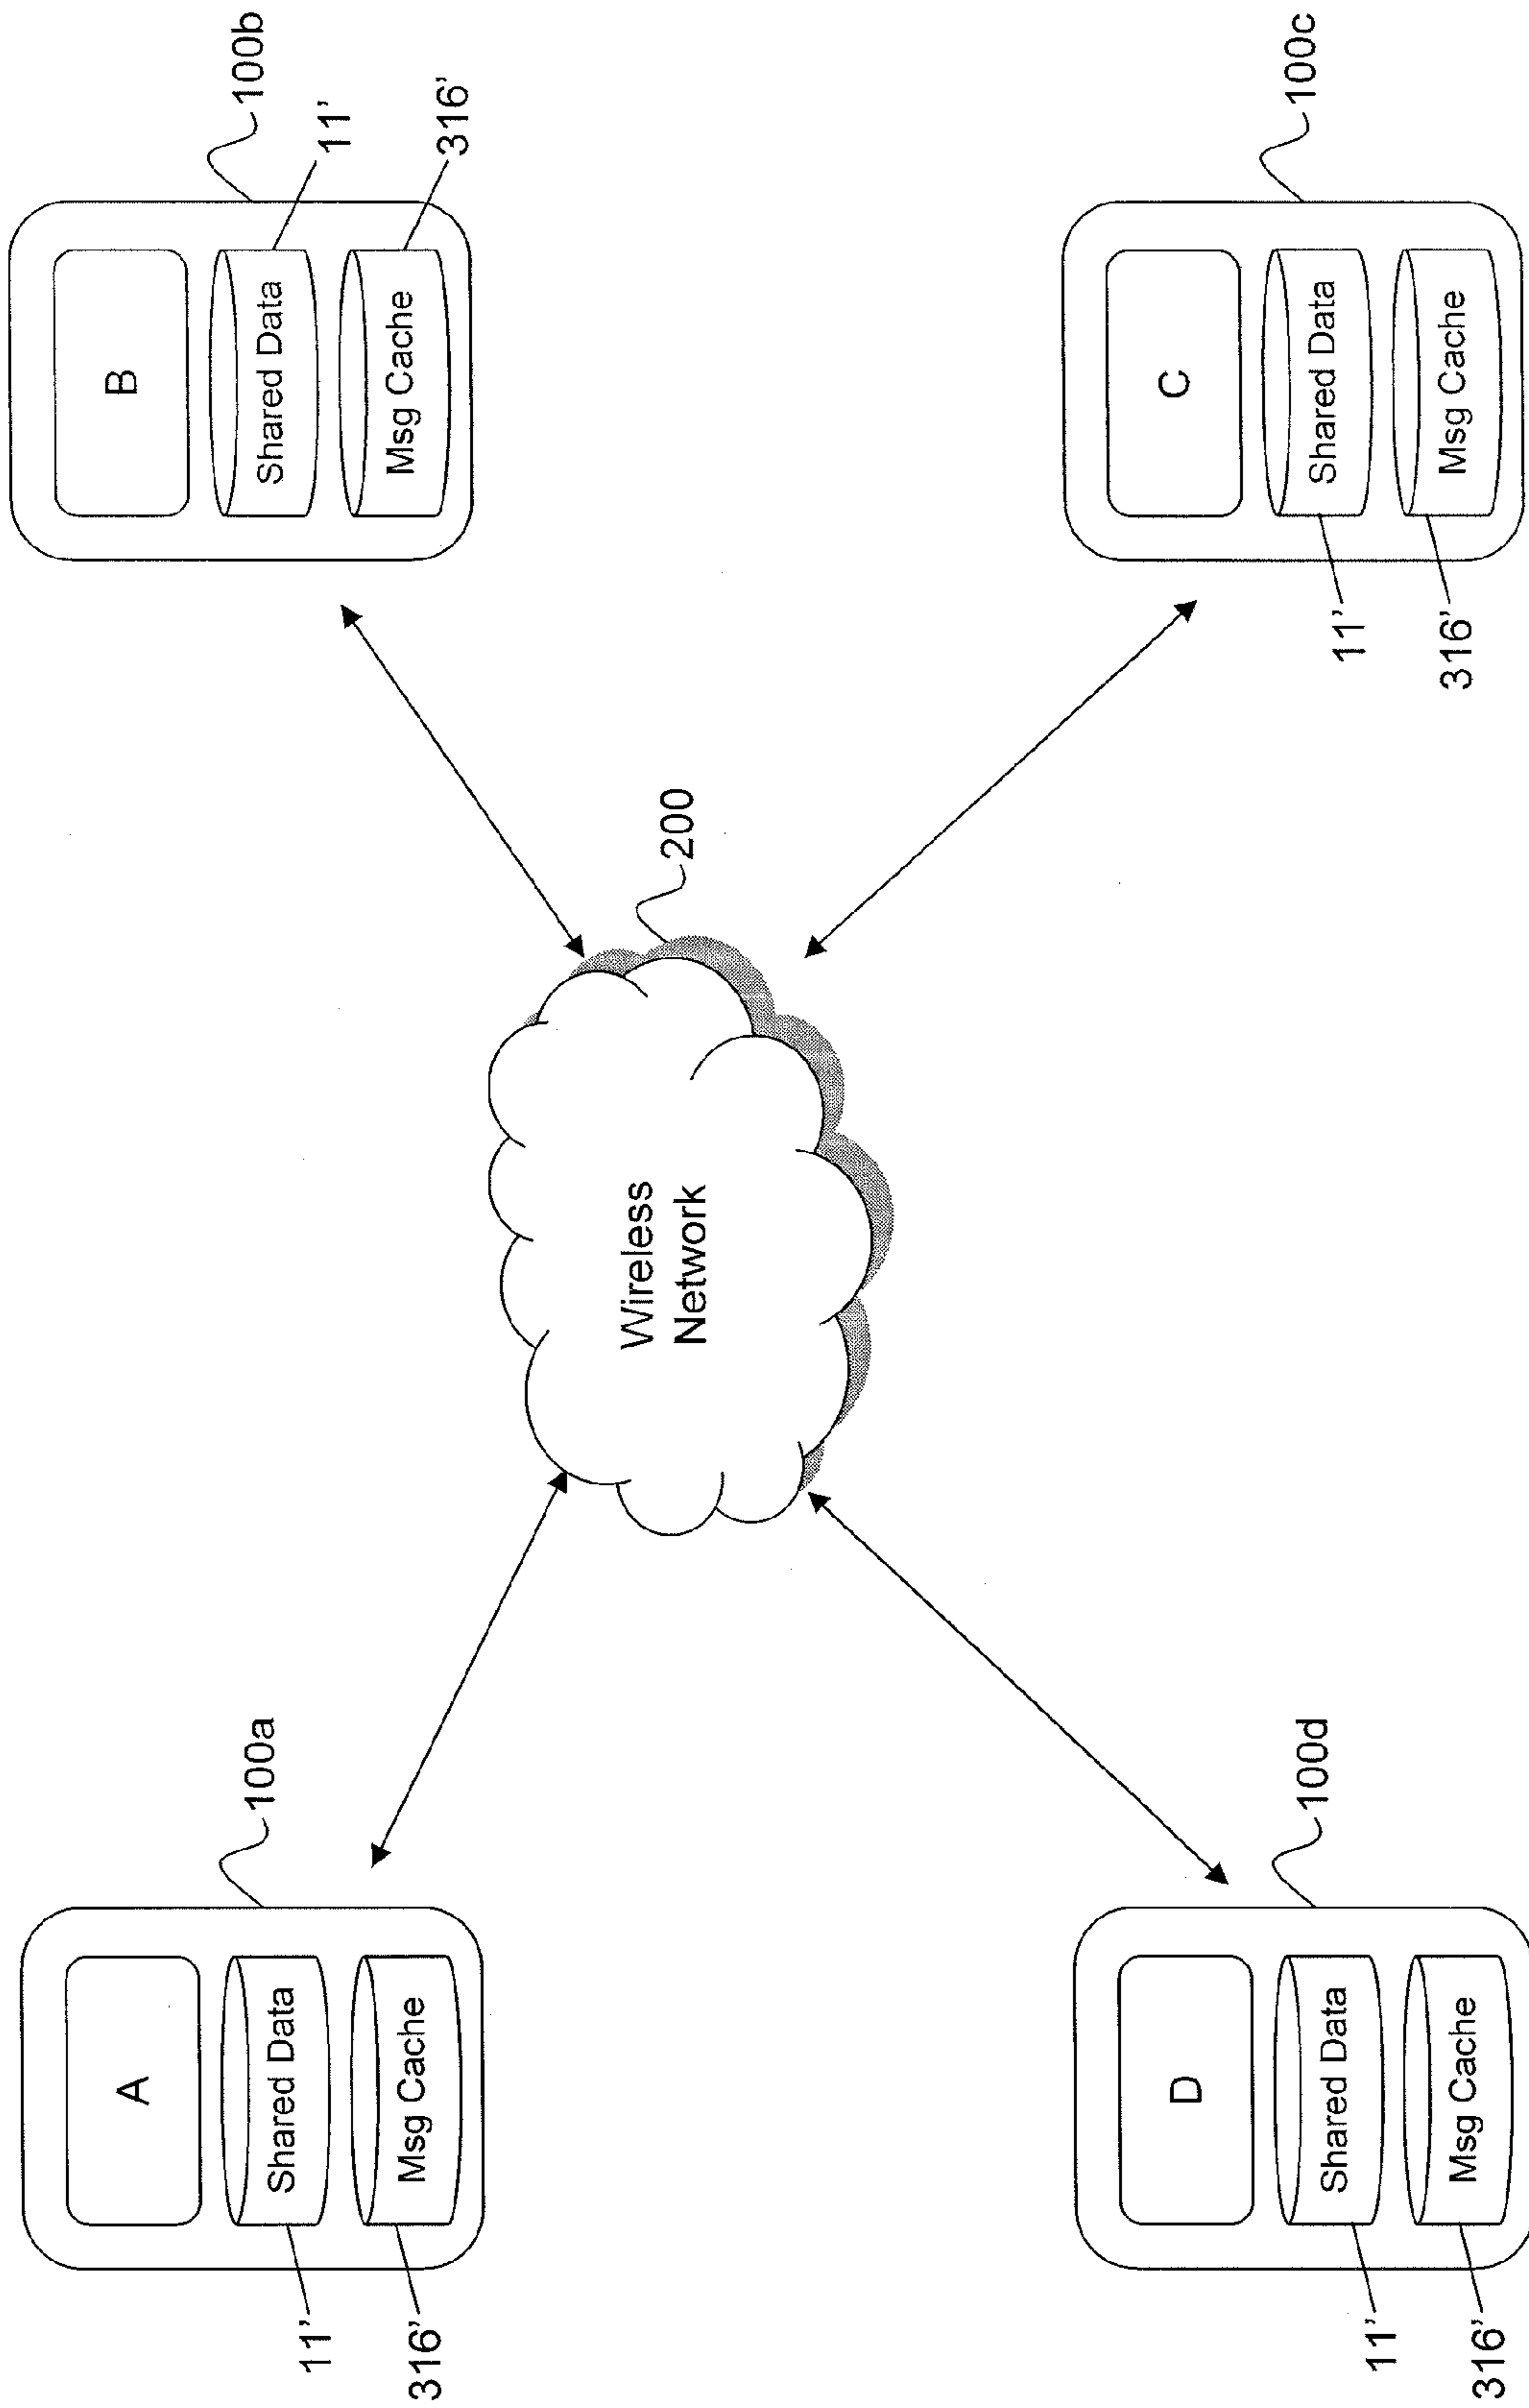 A
Shared Data
Msg Cache
100a
11'
316'
B
Shared Data
Msg Cache
100b
11'
316'
Wireless
Network
200
D
Shared Data
Msg Cache
100d
11'
316'
C
Shared Data
Msg Cache
100c
11'
316'